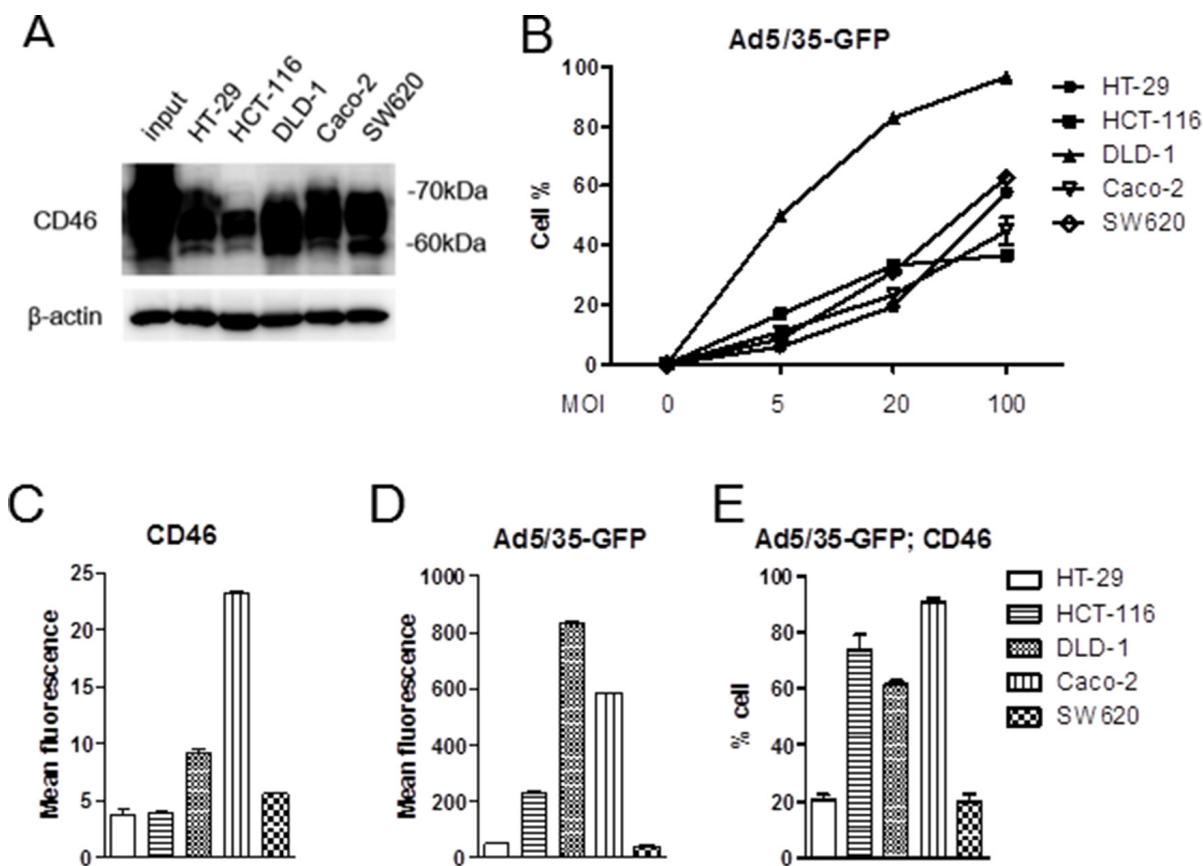 A
input HT-29 HCT-116 DLD-1 Caco-2 SW620
CD46
-70kDa
-60kDa
β-actin
B
Ad5/35-GFP
Cell %
100
80
60
40
20
0
MOI 0 5 20 100
HT-29
HCT-116
DLD-1
Caco-2
SW620
C
CD46
Mean fluorescence
25
20
15
10
5
0
D
Ad5/35-GFP
Mean fluorescence
1000
800
600
400
200
0
E
Ad5/35-GFP; CD46
% cell
100
80
60
40
20
0
HT-29
HCT-116
DLD-1
Caco-2
SW620